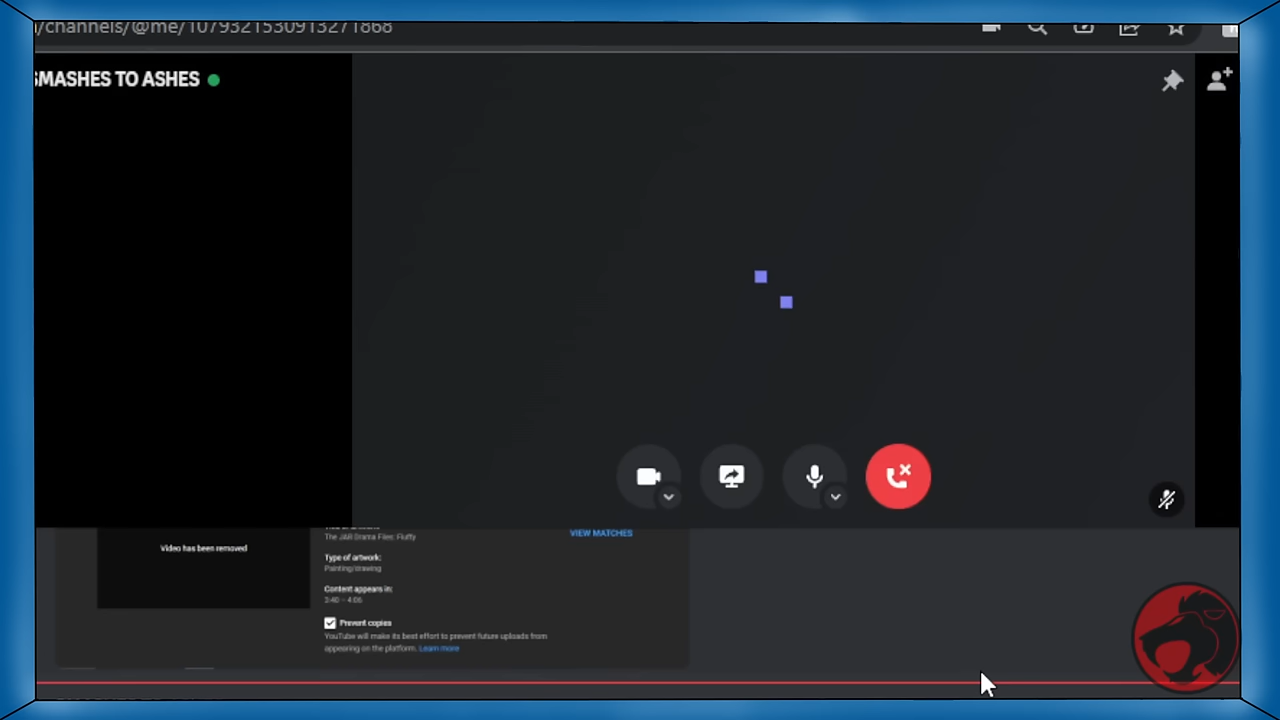 /channels/@me/1079321530913271868
SMASHES TO ASHES
The JAR Drama Files: Fluffy
VIEW MATCHES
Video has been removed
Type of artwork:
Painting/drawing
Content appears in:
3:40 – 4:06
Prevent copies
YouTube will make its best effort to prevent future uploads from
appearing on the platform. Learn more